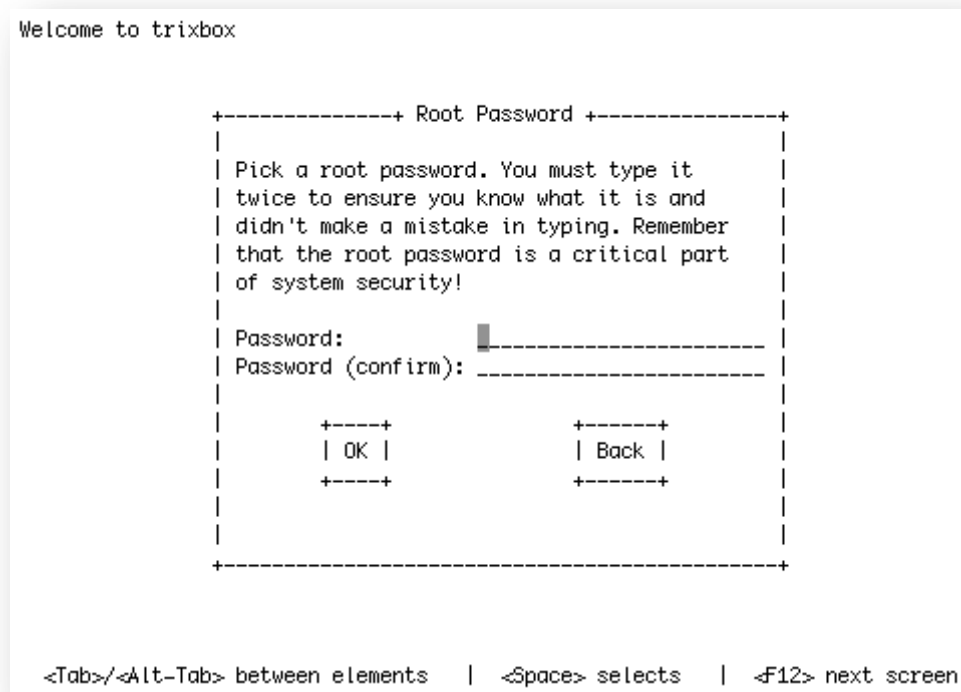 Welcome to trixbox
Root Password
Pick a root password. You must type it
twice to ensure you know what it is and
didn't make a mistake in typing. Remember
that the root password is a critical part
of system security!
Password:
Password (confirm):
OK Back
<Tab>/<Alt-Tab> between elements | <Space> selects | <F12> next screen